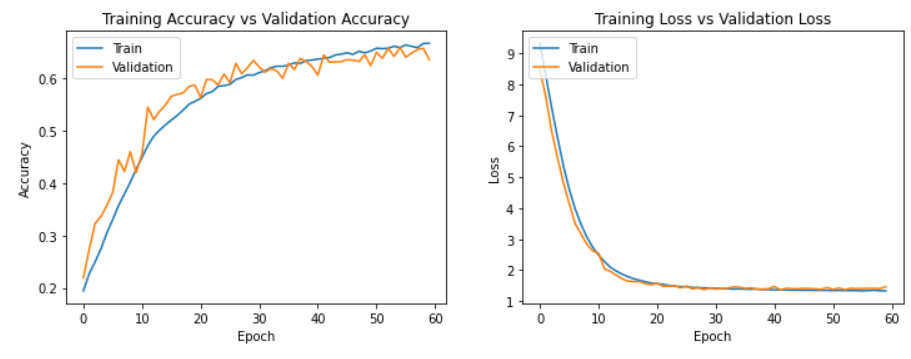 Training Accuracy vs Validation Accuracy
Train
Validation
0.6
0.5
0.4
0.3
0.2
Accuracy
0 10 20 30 40 50 60
Epoch
Training Loss vs Validation Loss
Train
Validation
9
8
7
6
5
4
3
2
1
Loss
0 10 20 30 40 50 60
Epoch